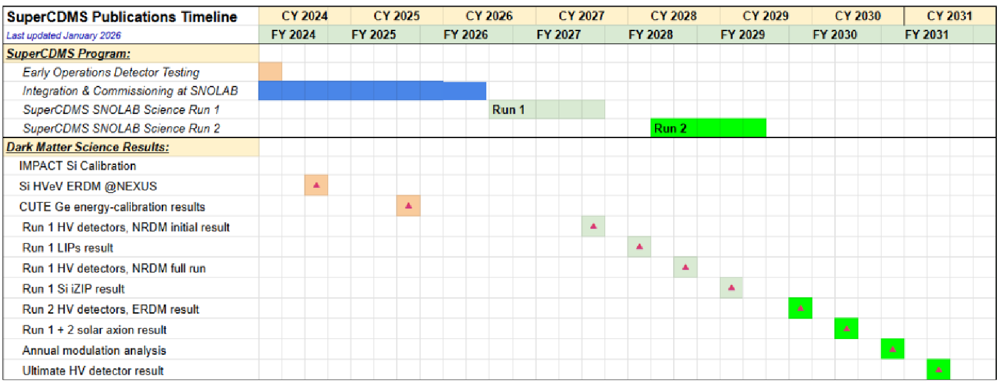 SuperCDMS Publications Timeline CY 2024 CY 2025 CY 2026 CY 2027 CY 2028 CY 2029 CY 2030 CY 2031
Last updated January 2026 FY 2024 FY 2025 FY 2026 FY 2027 FY 2028 FY 2029 FY 2030 FY 2031
SuperCDMS Program:
Early Operations Detector Testing
Integration & Commissioning at SNOLAB
SuperCDMS SNOLAB Science Run 1 Run 1
SuperCDMS SNOLAB Science Run 2 Run 2
Dark Matter Science Results:
IMPACT Si Calibration
Si HVeV ERDM @NEXUS
CUTE Ge energy-calibration results
Run 1 HV detectors, NRDM initial result
Run 1 LIPs result
Run 1 HV detectors, NRDM full run
Run 1 Si iZIP result
Run 2 HV detectors, ERDM result
Run 1 + 2 solar axion result
Annual modulation analysis
Ultimate HV detector result